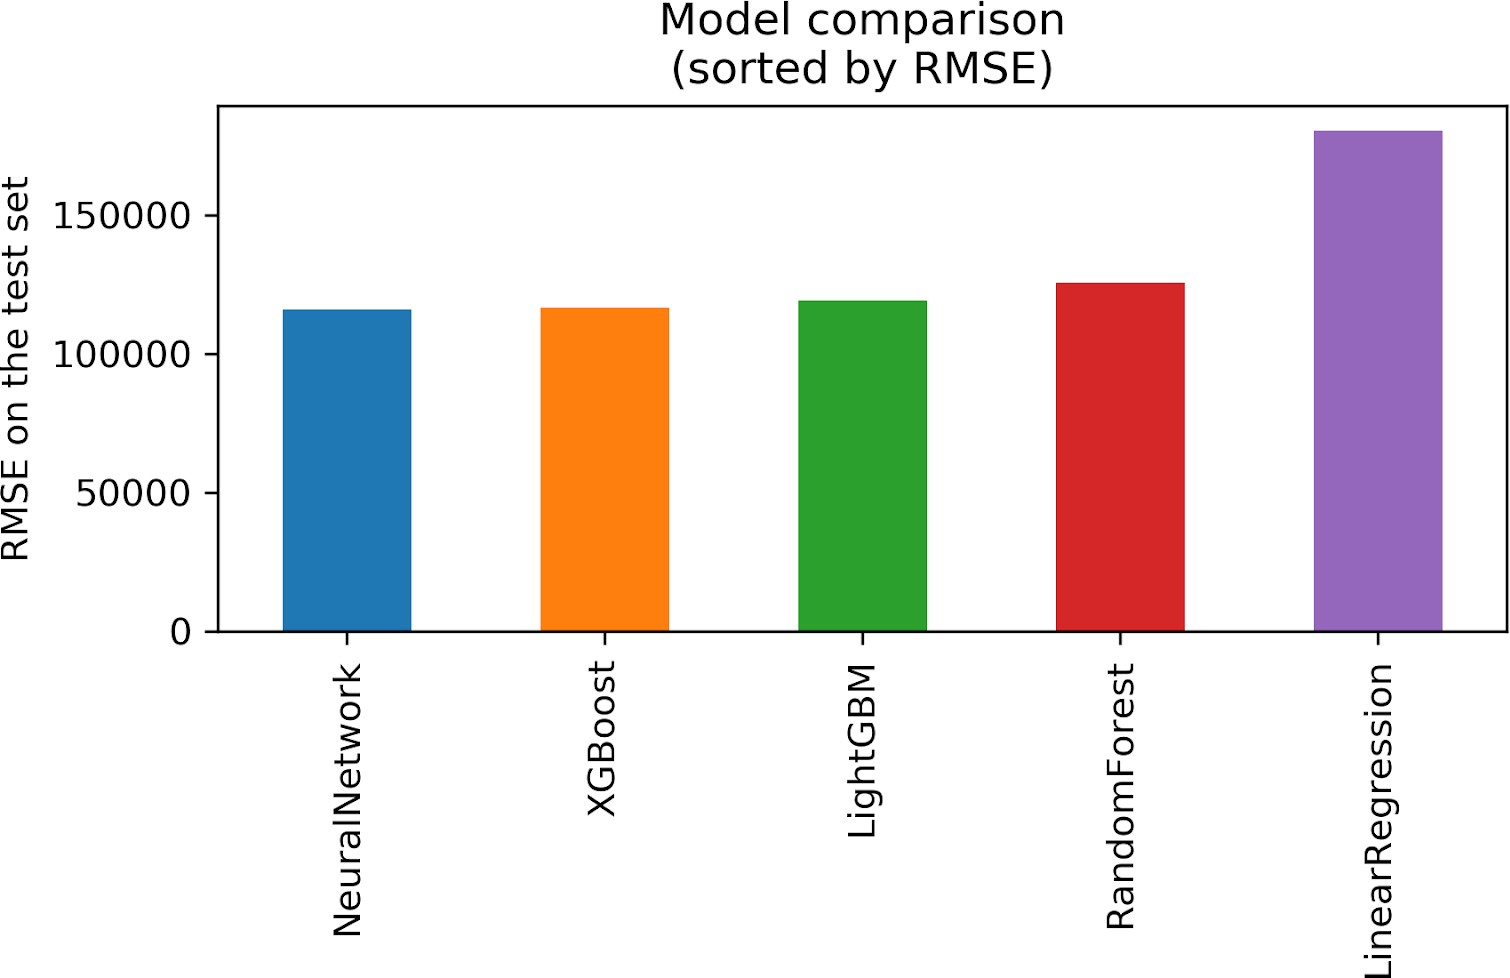 Model comparison
(sorted by RMSE)
RMSE on the test set
150000
100000
50000
0
NeuralNetwork
XGBoost
LightGBM
RandomForest
LinearRegression